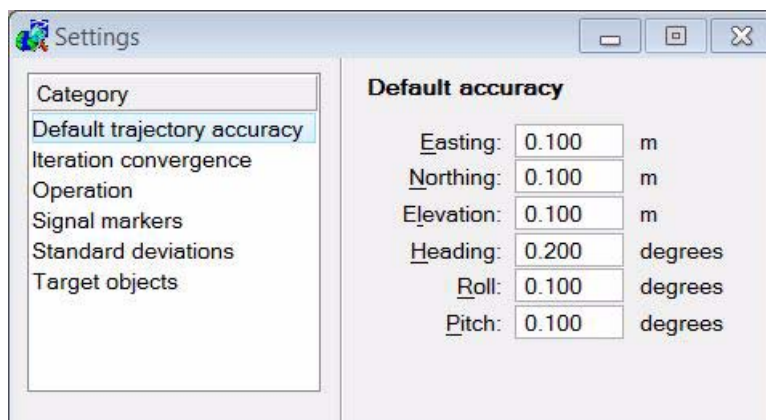 Settings
Category
Default trajectory accuracy
Iteration convergence
Operation
Signal markers
Standard deviations
Target objects
Default accuracy
Easting: 0.100 m
Northing: 0.100 m
Elevation: 0.100 m
Heading: 0.200 degrees
Roll: 0.100 degrees
Pitch: 0.100 degrees